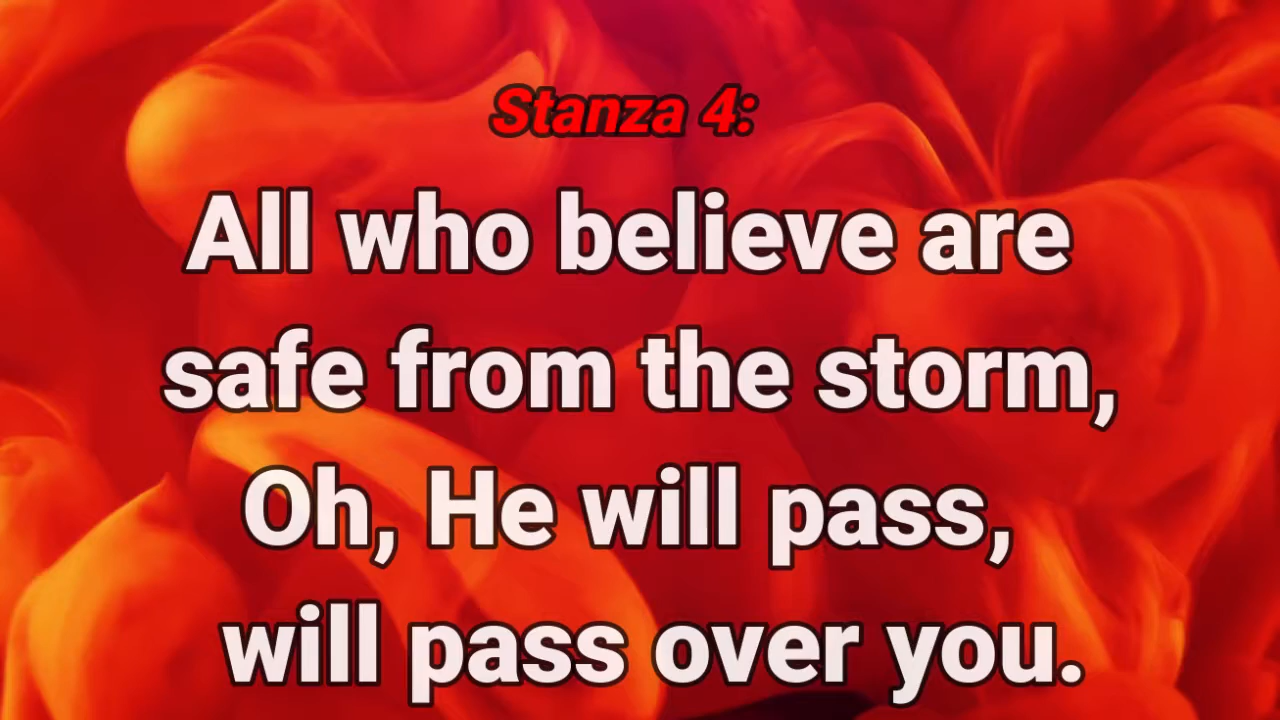 Stanza 4:
All who believe are
safe from the storm,
Oh, He will pass,
will pass over you.